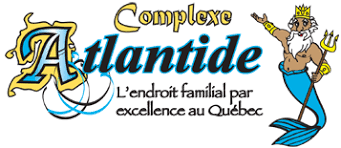 Complexe
Atlantide
L'endroit familial par
excellence au Québec